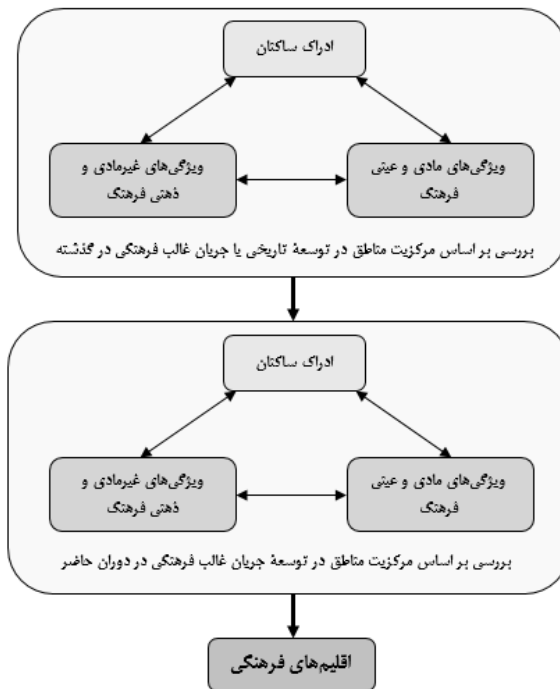 ادراک ساکنان
ویژگی‌های مادی و عینی
فرهنگ
ویژگی‌های غیرمادی و
ذهنی فرهنگ
بررسی بر اساس مرکزیت مناطق در توسعهٔ تاریخی یا جریان غالب فرهنگی در گذشته
ادراک ساکنان
ویژگی‌های مادی و عینی
فرهنگ
ویژگی‌های غیرمادی و
ذهنی فرهنگ
بررسی بر اساس مرکزیت مناطق در توسعهٔ جریان غالب فرهنگی در دوران حاضر
اقلیم‌های فرهنگی